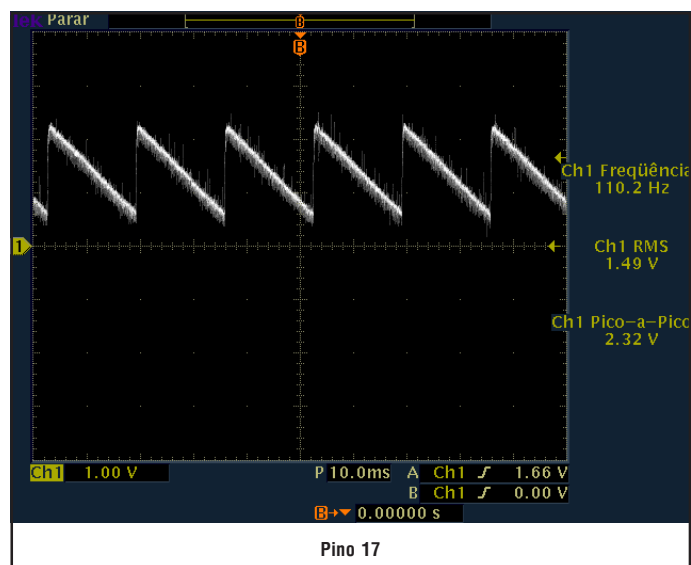 Tek Parar
B
1
Ch1 Freqüência
110.2 Hz
Ch1 RMS
1.49 V
Ch1 Pico-a-Pico
2.32 V
Ch1 1.00 V P 10.0ms A Ch1 1.66 V
B Ch1 0.00 V
B 0.00000 s
Pino 17